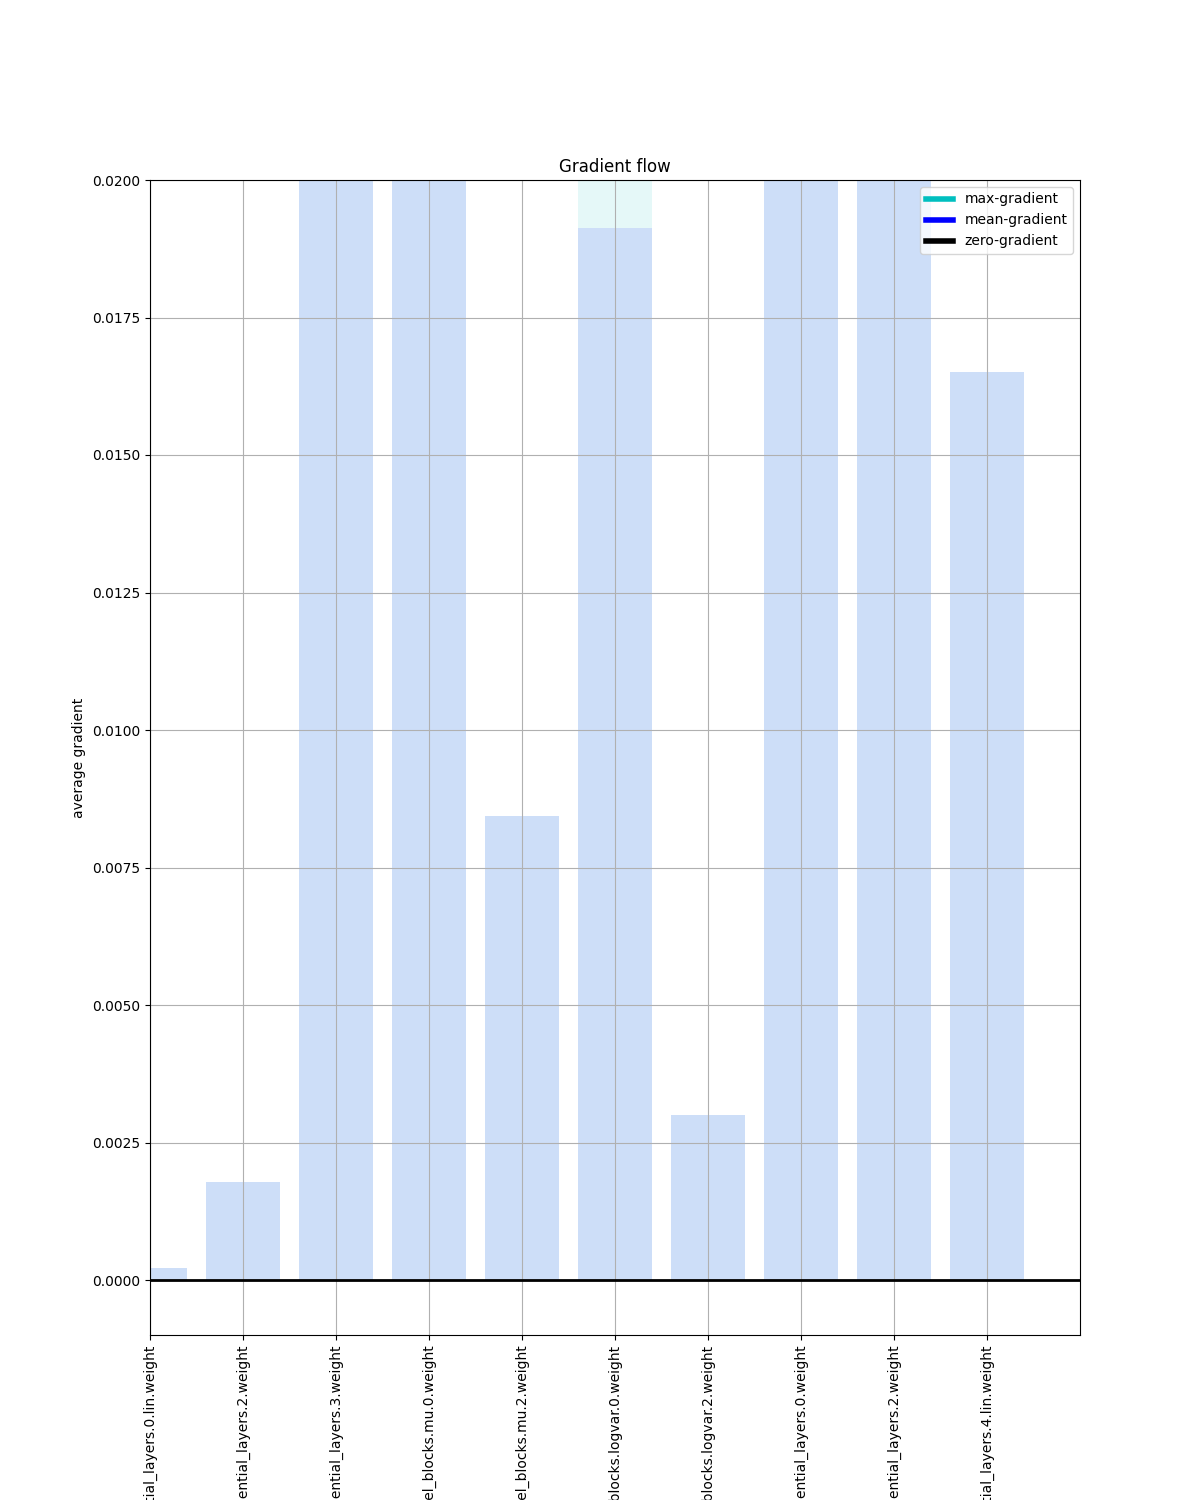 Gradient flow
max-gradient
mean-gradient
zero-gradient
0.0200
0.0175
0.0150
0.0125
0.0100
0.0075
0.0050
0.0025
0.0000
average gradient
tial_layers.0.lin.weight
ential_layers.2.weight
ential_layers.3.weight
el_blocks.mu.0.weight
el_blocks.mu.2.weight
blocks.logvar.0.weight
blocks.logvar.2.weight
ential_layers.0.weight
ential_layers.2.weight
tial_layers.4.lin.weight